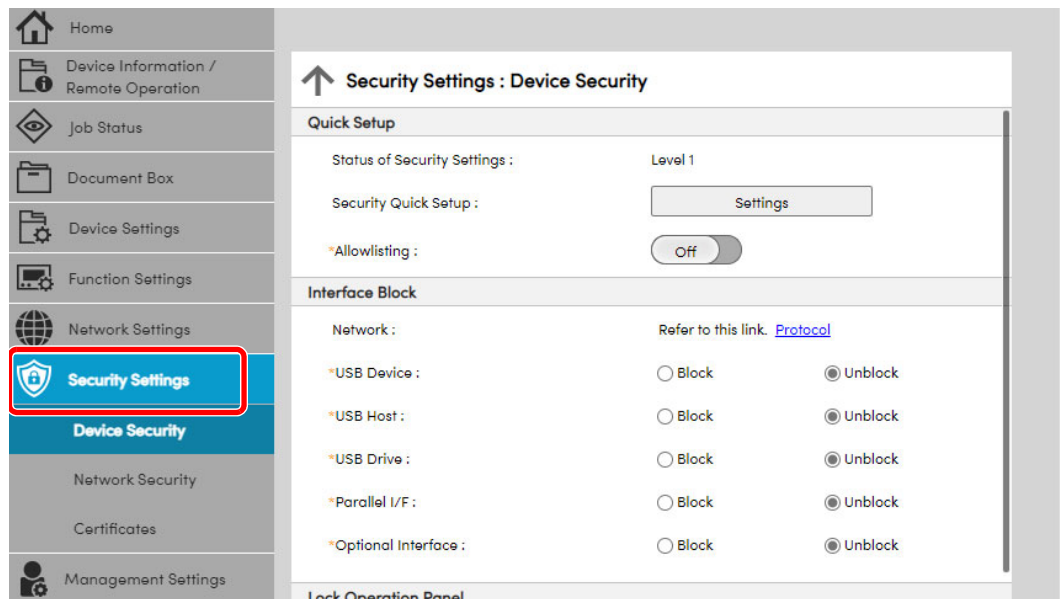 Home
Device Information /
Remote Operation
Job Status
Document Box
Device Settings
Function Settings
Network Settings
Security Settings
Device Security
Network Security
Certificates
Management Settings
Security Settings : Device Security
Quick Setup
Status of Security Settings : Level 1
Security Quick Setup : Settings
*Allowlisting : Off
Interface Block
Network : Refer to this link. Protocol
*USB Device : Block Unblock
*USB Host : Block Unblock
*USB Drive : Block Unblock
*Parallel I/F : Block Unblock
*Optional Interface : Block Unblock
Lock Operation Panel